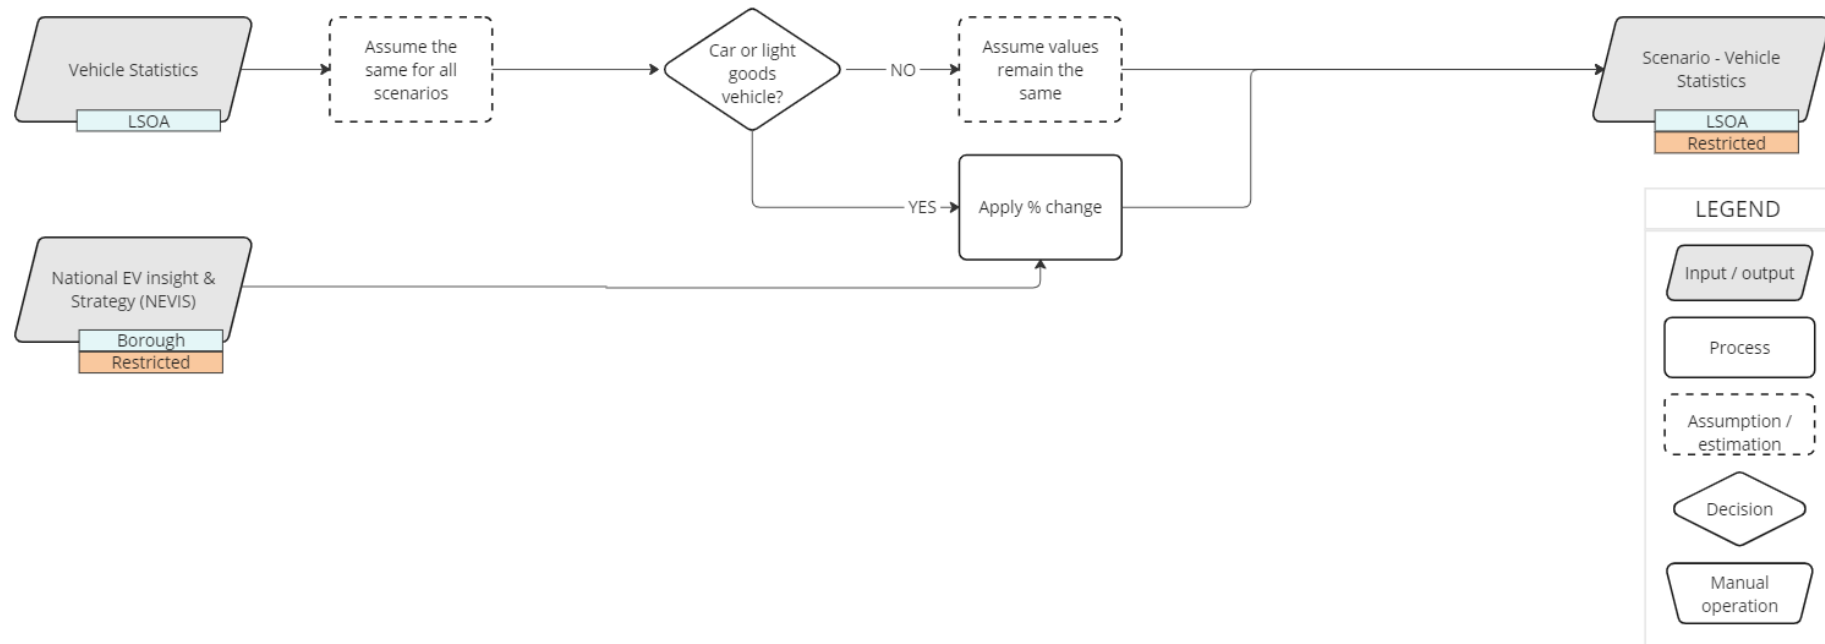 Vehicle Statistics
LSOA
Assume the
same for all
scenarios
Car or light
goods
vehicle?
NO
Assume values
remain the
same
Scenario - Vehicle
Statistics
LSOA
Restricted
YES
Apply % change
National EV insight &
Strategy (NEVIS)
Borough
Restricted
LEGEND
Input / output
Process
Assumption /
estimation
Decision
Manual
operation